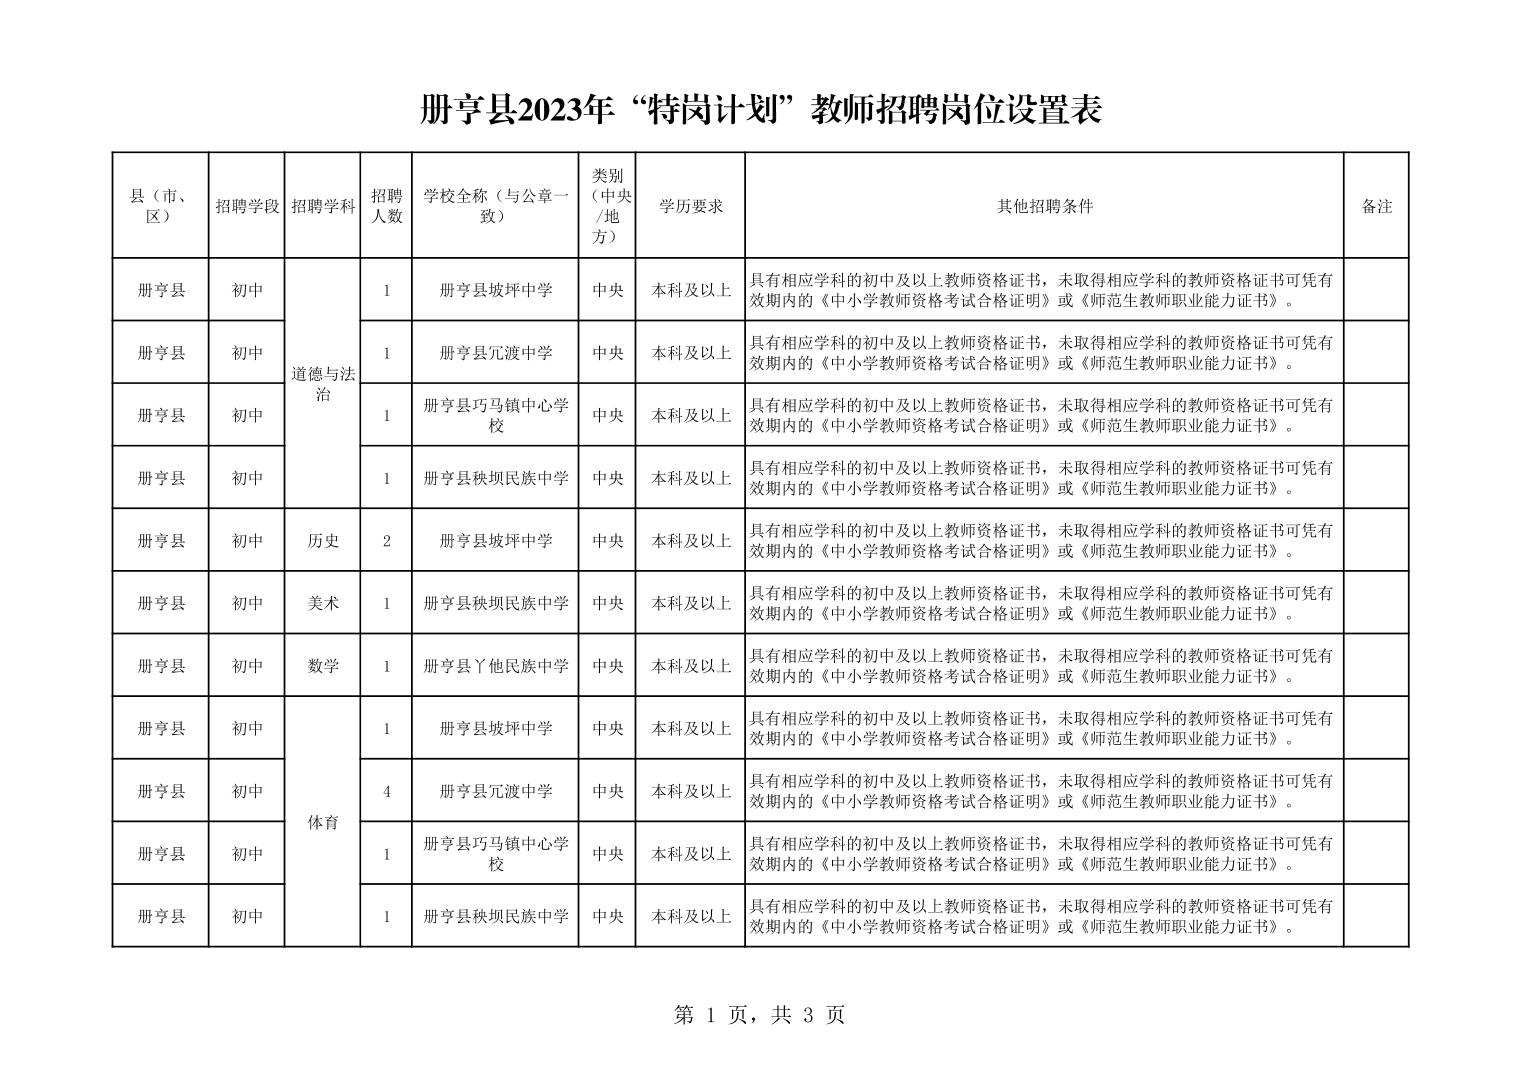 册亨县2023年“特岗计划”教师招聘岗位设置表
县（市、
区）
招聘学段
招聘学科
招聘
人数
学校全称（与公章一
致）
类别
（中央
/地
方）
学历要求
其他招聘条件
备注
册亨县 初中 1 册亨县坡坪中学 中央 本科及以上
具有相应学科的初中及以上教师资格证书，未取得相应学科的教师资格证书可凭有
效期内的《中小学教师资格考试合格证明》或《师范生教师职业能力证书》。
册亨县 初中 1 册亨县冗渡中学 中央 本科及以上
具有相应学科的初中及以上教师资格证书，未取得相应学科的教师资格证书可凭有
效期内的《中小学教师资格考试合格证明》或《师范生教师职业能力证书》。
道德与法
治
册亨县 初中 1
册亨县巧马镇中心学
校
中央 本科及以上
具有相应学科的初中及以上教师资格证书，未取得相应学科的教师资格证书可凭有
效期内的《中小学教师资格考试合格证明》或《师范生教师职业能力证书》。
册亨县 初中 1 册亨县秧坝民族中学 中央 本科及以上
具有相应学科的初中及以上教师资格证书，未取得相应学科的教师资格证书可凭有
效期内的《中小学教师资格考试合格证明》或《师范生教师职业能力证书》。
册亨县 初中 历史 2 册亨县坡坪中学 中央 本科及以上
具有相应学科的初中及以上教师资格证书，未取得相应学科的教师资格证书可凭有
效期内的《中小学教师资格考试合格证明》或《师范生教师职业能力证书》。
册亨县 初中 美术 1 册亨县秧坝民族中学 中央 本科及以上
具有相应学科的初中及以上教师资格证书，未取得相应学科的教师资格证书可凭有
效期内的《中小学教师资格考试合格证明》或《师范生教师职业能力证书》。
册亨县 初中 数学 1 册亨县丫他民族中学 中央 本科及以上
具有相应学科的初中及以上教师资格证书，未取得相应学科的教师资格证书可凭有
效期内的《中小学教师资格考试合格证明》或《师范生教师职业能力证书》。
册亨县 初中 1 册亨县坡坪中学 中央 本科及以上
具有相应学科的初中及以上教师资格证书，未取得相应学科的教师资格证书可凭有
效期内的《中小学教师资格考试合格证明》或《师范生教师职业能力证书》。
册亨县 初中 4 册亨县冗渡中学 中央 本科及以上
具有相应学科的初中及以上教师资格证书，未取得相应学科的教师资格证书可凭有
效期内的《中小学教师资格考试合格证明》或《师范生教师职业能力证书》。
体育
册亨县 初中 1
册亨县巧马镇中心学
校
中央 本科及以上
具有相应学科的初中及以上教师资格证书，未取得相应学科的教师资格证书可凭有
效期内的《中小学教师资格考试合格证明》或《师范生教师职业能力证书》。
册亨县 初中 1 册亨县秧坝民族中学 中央 本科及以上
具有相应学科的初中及以上教师资格证书，未取得相应学科的教师资格证书可凭有
效期内的《中小学教师资格考试合格证明》或《师范生教师职业能力证书》。
第 1 页，共 3 页